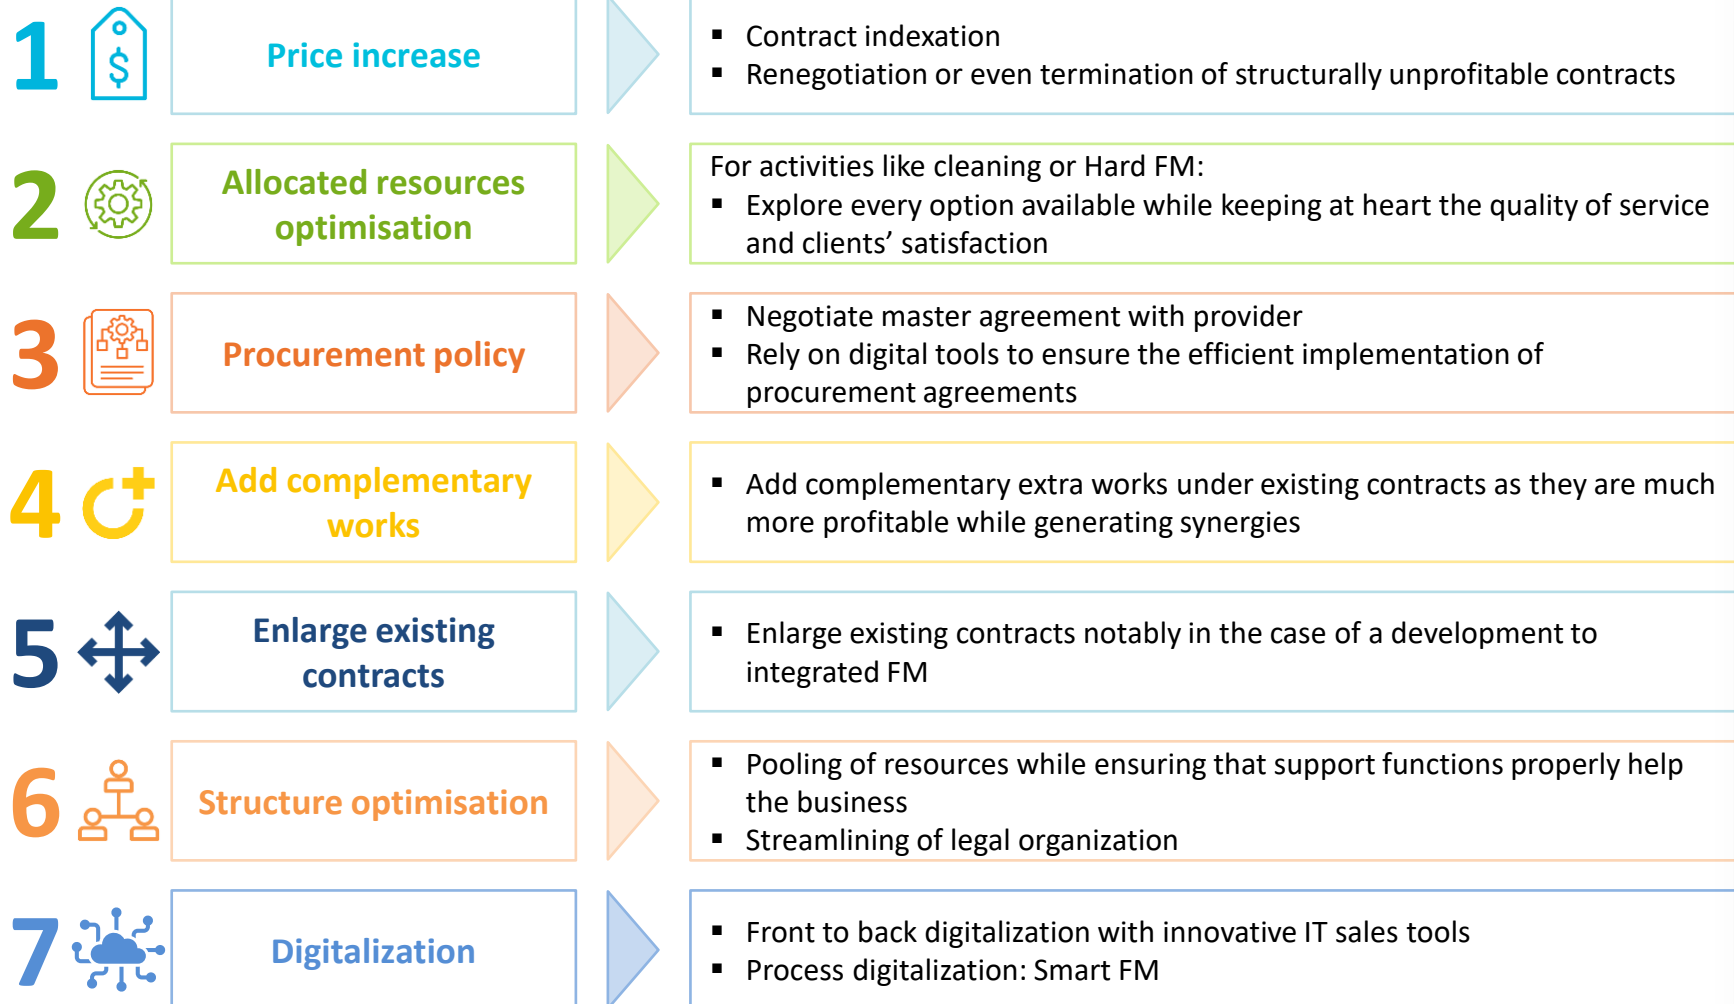 1
$
Price increase
▪ Contract indexation
▪ Renegotiation or even termination of structurally unprofitable contracts
2
Allocated resources
optimisation
For activities like cleaning or Hard FM:
▪ Explore every option available while keeping at heart the quality of service
and clients’ satisfaction
3
Procurement policy
▪ Negotiate master agreement with provider
▪ Rely on digital tools to ensure the efficient implementation of
procurement agreements
4
Add complementary
works
▪ Add complementary extra works under existing contracts as they are much
more profitable while generating synergies
5
Enlarge existing
contracts
▪ Enlarge existing contracts notably in the case of a development to
integrated FM
6
Structure optimisation
▪ Pooling of resources while ensuring that support functions properly help
the business
▪ Streamlining of legal organization
7
Digitalization
▪ Front to back digitalization with innovative IT sales tools
▪ Process digitalization: Smart FM